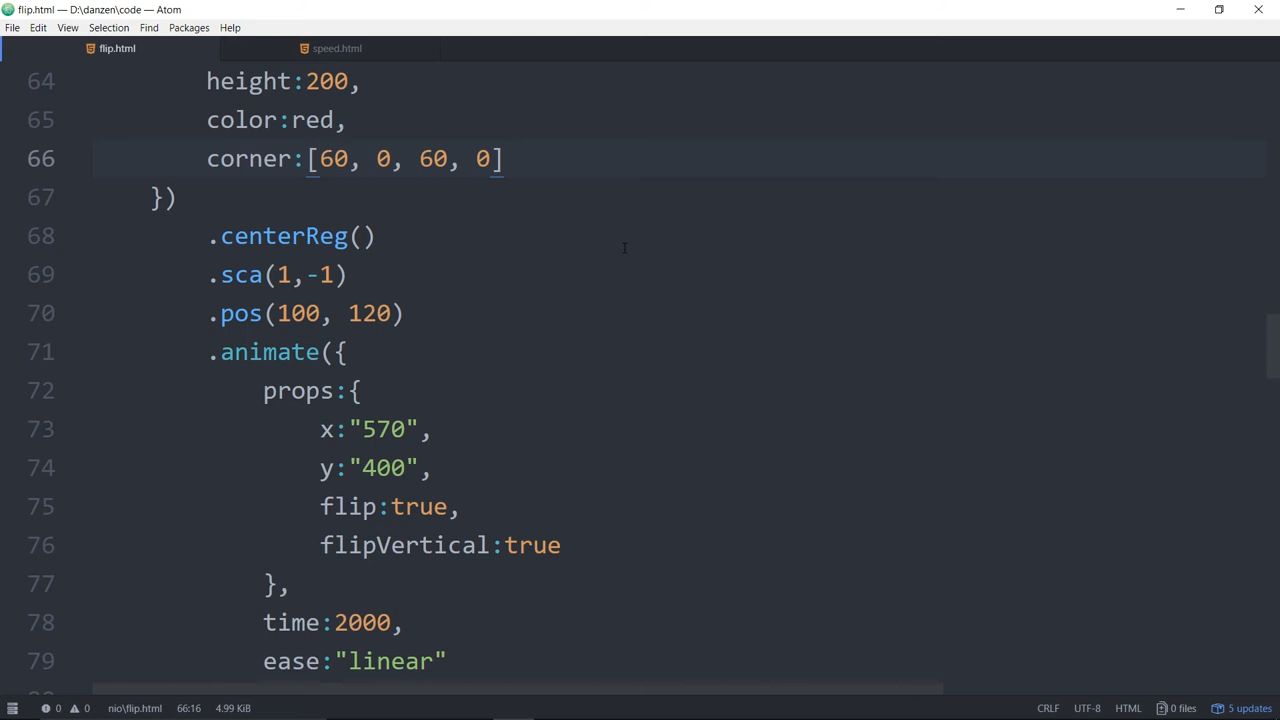 flip.html — D:\danzen\code — Atom
File Edit View Selection Find Packages Help
flip.html speed.html
64 height:200,
65 color:red,
66 corner:[60, 0, 60, 0]
67 })
68 .centerReg()
69 .sca(1,-1)
70 .pos(100, 120)
71 .animate({
72 props:{
73 x:"570",
74 y:"400",
75 flip:true,
76 flipVertical:true
77 },
78 time:2000,
79 ease:"linear"
0 0 nio\flip.html 66:16 4.99 KiB CRLF UTF-8 HTML 0 files 5 updates